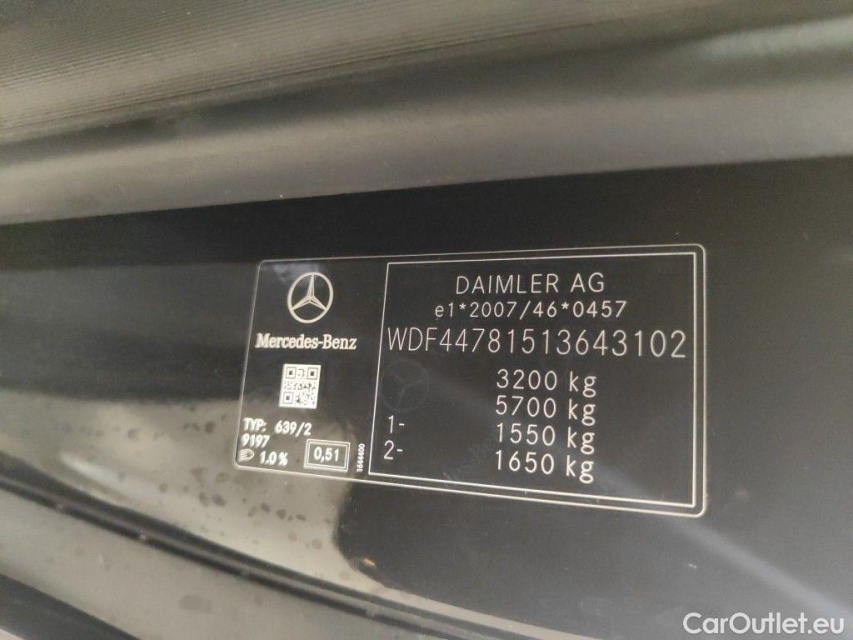 Mercedes-Benz
TYP: 639/2
9197
1.0%
0,51
1644400
DAIMLER AG
e1*2007/46*0457
WDF44781513643102
3200 kg
5700 kg
1- 1550 kg
2- 1650 kg
CarOutlet.eu